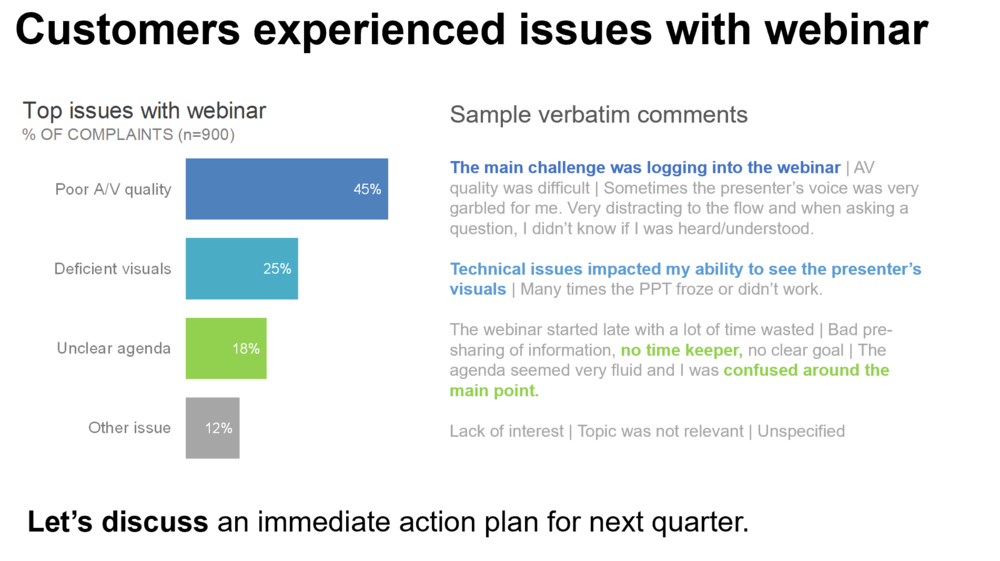 Customers experienced issues with webinar
Top issues with webinar
% OF COMPLAINTS (n=900)
Poor A/V quality
45%
Deficient visuals
25%
Unclear agenda
18%
Other issue
12%
Sample verbatim comments
The main challenge was logging into the webinar | AV
quality was difficult | Sometimes the presenter's voice was very
garbled for me. Very distracting to the flow and when asking a
question, I didn't know if I was heard/understood.
Technical issues impacted my ability to see the presenter's
visuals | Many times the PPT froze or didn't work.
The webinar started late with a lot of time wasted | Bad pre-
sharing of information, no time keeper, no clear goal | The
agenda seemed very fluid and I was confused around the
main point.
Lack of interest | Topic was not relevant | Unspecified
Let's discuss an immediate action plan for next quarter.